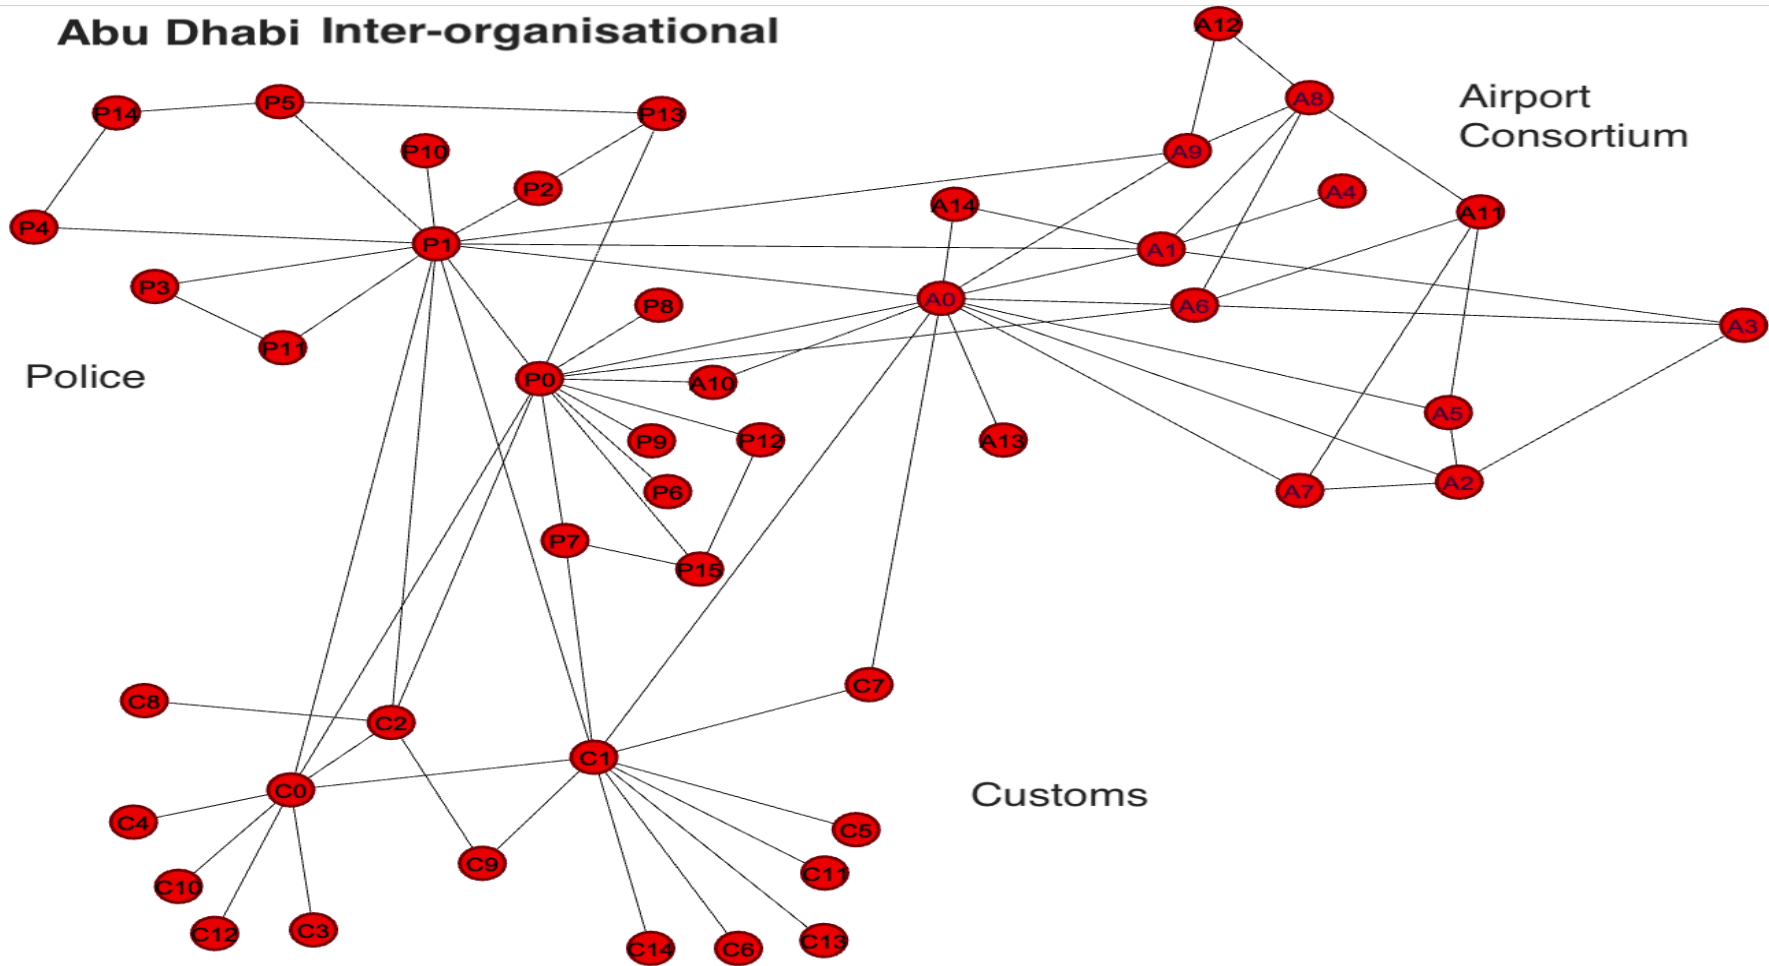 Abu Dhabi Inter-organisational
A12
Airport
Consortium
A8
P14
P5
P13
P10
A9
P2
A4
A14
A11
P4
P1
A1
P3
P8
A0
A6
A3
P11
Police
P0
A10
A5
P9
P12
A13
P6
A7
A2
P7
P15
C7
C8
C2
C1
C0
Customs
C4
C5
C9
C11
C10
C12
C3
C14
C6
C13